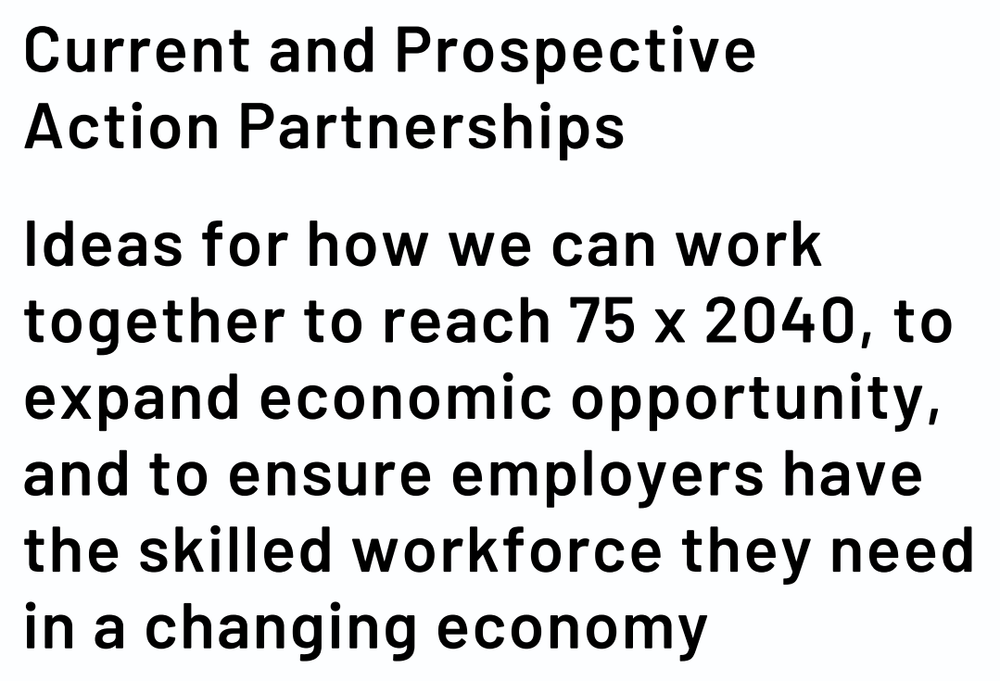 Current and Prospective
Action Partnerships
Ideas for how we can work
together to reach 75 x 2040, to
expand economic opportunity,
and to ensure employers have
the skilled workforce they need
in a changing economy